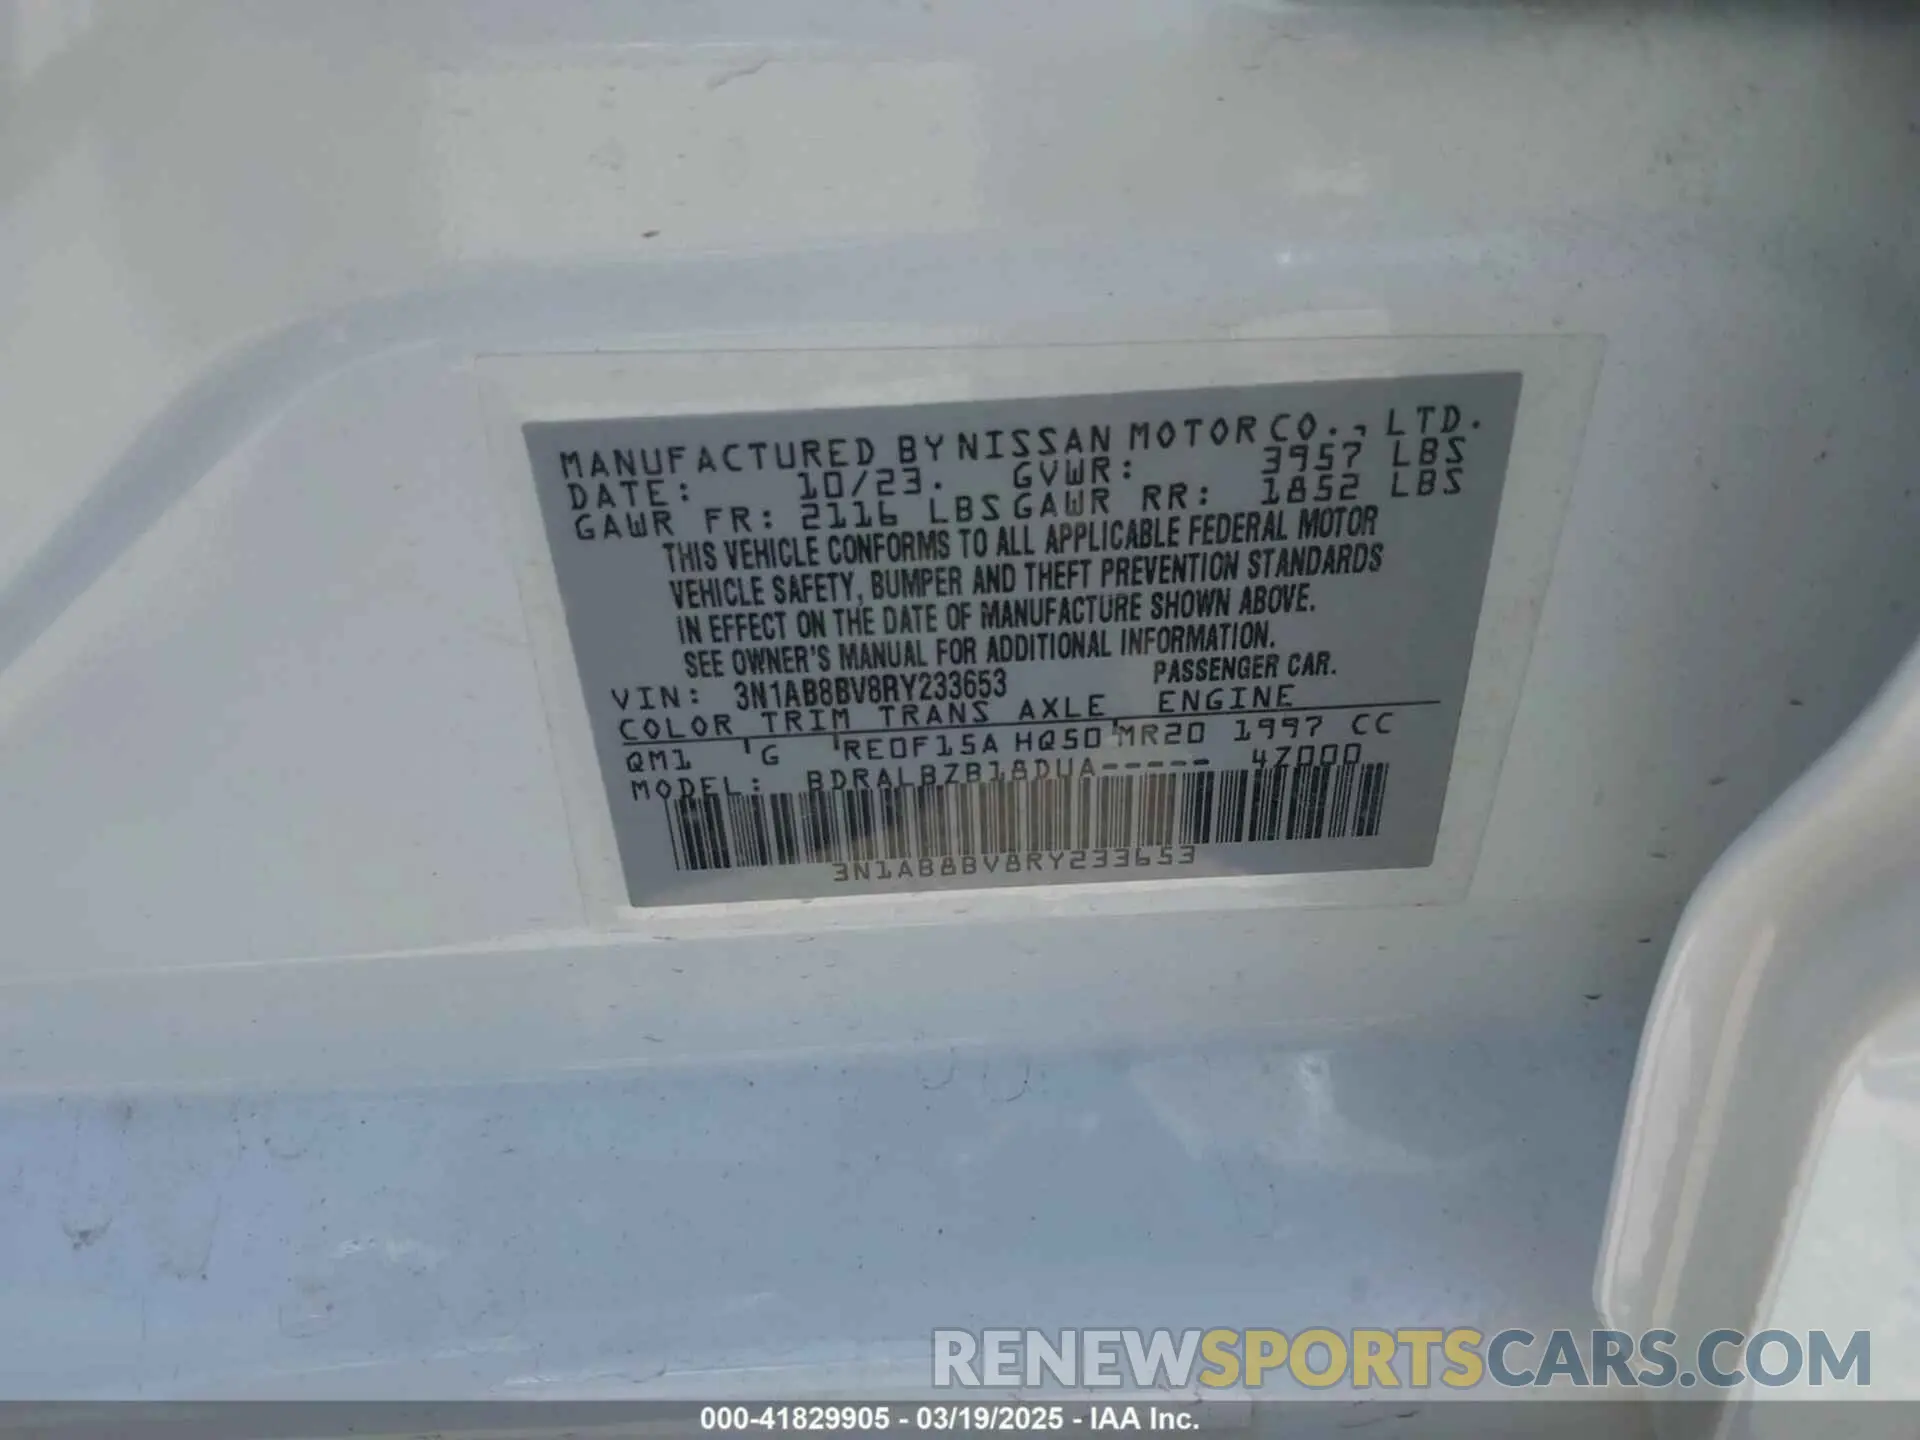 MANUFACTURED BY NISSAN MOTOR CO., LTD.
DATE: 10/23. GVWR: 3957 LBS
GAWR FR: 2116 LBS GAWR RR: 1852 LBS
THIS VEHICLE CONFORMS TO ALL APPLICABLE FEDERAL MOTOR
VEHICLE SAFETY, BUMPER AND THEFT PREVENTION STANDARDS
IN EFFECT ON THE DATE OF MANUFACTURE SHOWN ABOVE.
SEE OWNER'S MANUAL FOR ADDITIONAL INFORMATION.
VIN: 3N1AB8BV8RY233653 PASSENGER CAR.
COLOR TRIM TRANS AXLE ENGINE
QM1 G RE0F15A HQ50 MR20 1997 CC
MODEL: BDRALBZB18DUA----- 4Z000
3N1AB8BV8RY233653
RENEWSPORTSCARS.COM
000-41829905 - 03/19/2025 - IAA Inc.